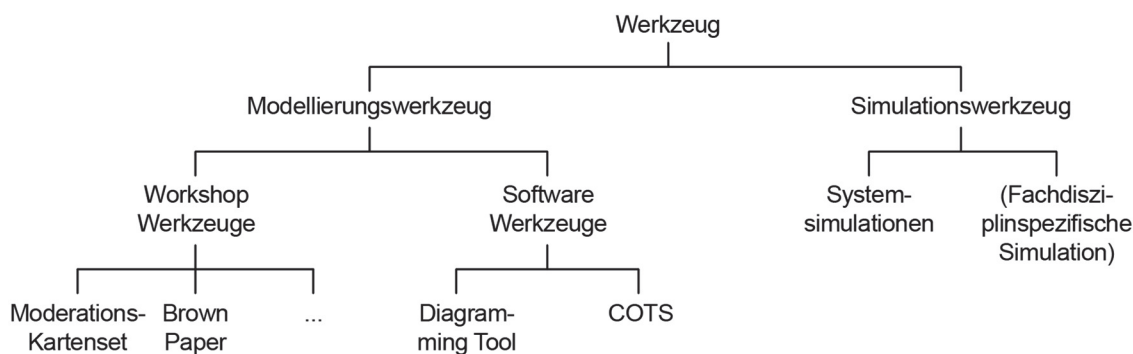 Werkzeug
Modellierungswerkzeug
Simulationswerkzeug
Workshop
Werkzeuge
Software
Werkzeuge
System-
simulationen
(Fachdiszi-
plinspezifische
Simulation)
Moderations-
Kartenset
Brown
Paper
...
Diagram-
ming Tool
COTS